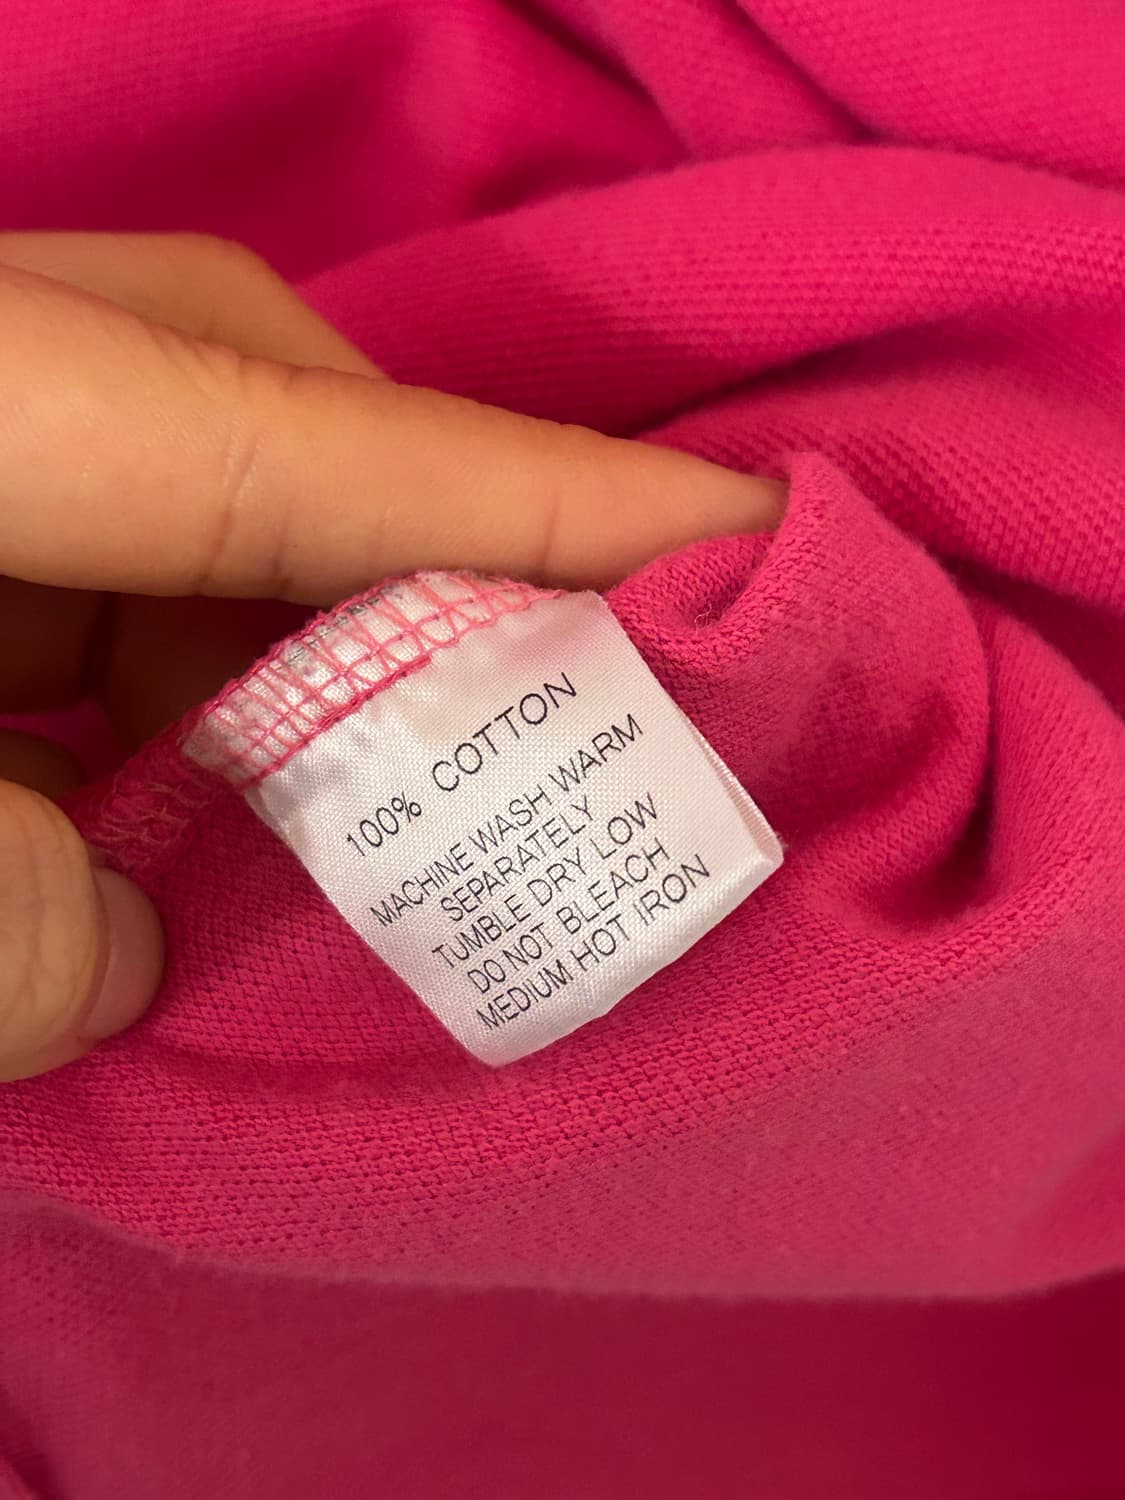 100% COTTON
MACHINE WASH WARM
SEPARATELY
TUMBLE DRY LOW
DO NOT BLEACH
MEDIUM HOT IRON